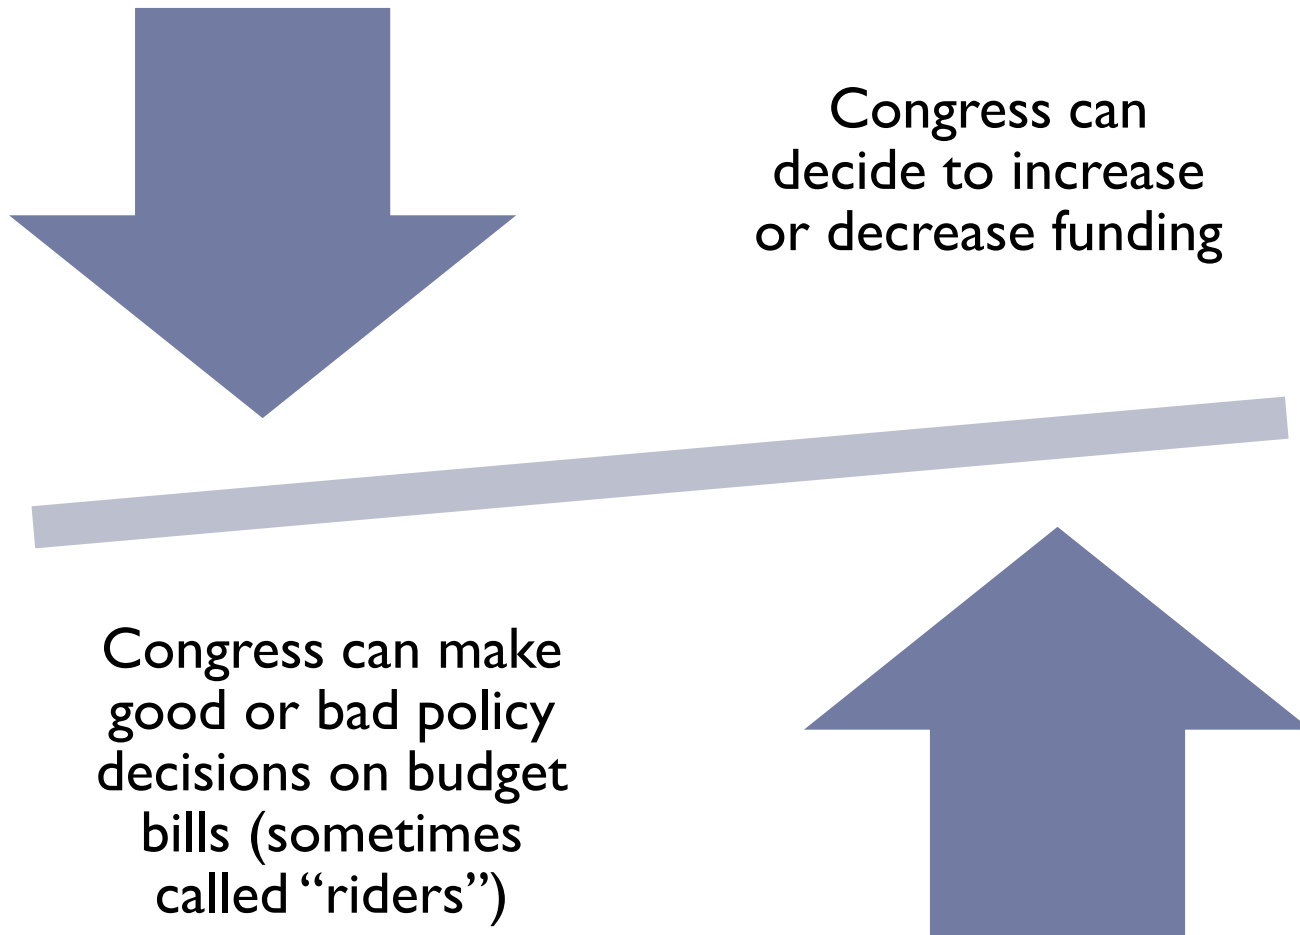 Congress can
decide to increase
or decrease funding
Congress can make
good or bad policy
decisions on budget
bills (sometimes
called “riders”)